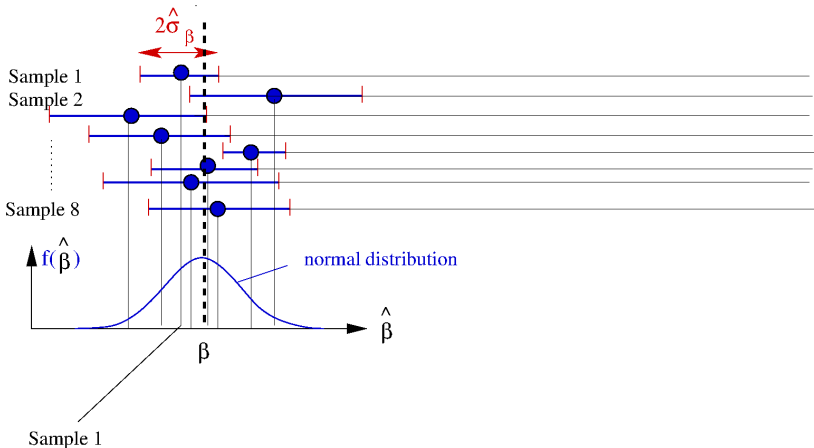 2σ̂ β
Sample 1
Sample 2
Sample 8
f(β̂)
normal distribution
β̂
β
Sample 1